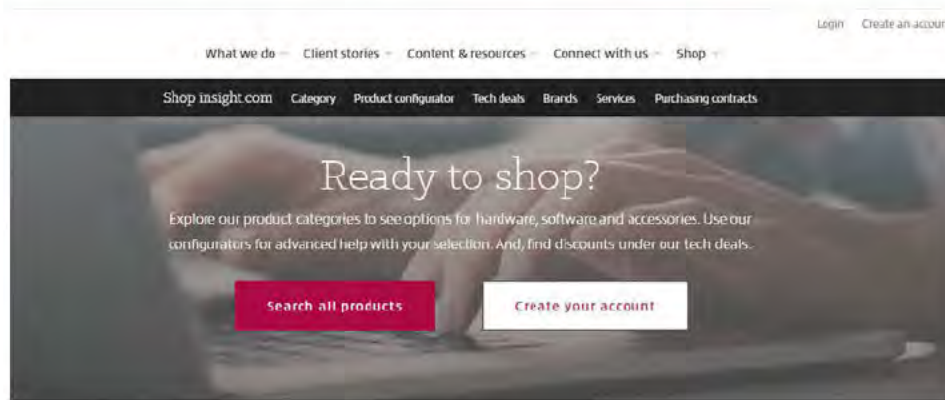 Login Create an accoun
What we do Client stories Content & resources Connect with us Shop
Shop insight.com Category Product configurator Tech deals Brands Services Purchasing contracts
Ready to shop?
Explore our product categories to see options for hardware, software and accessories. Use our
configurators for advanced help with your selection. And, find discounts under our tech deals.
Search all products Create your account